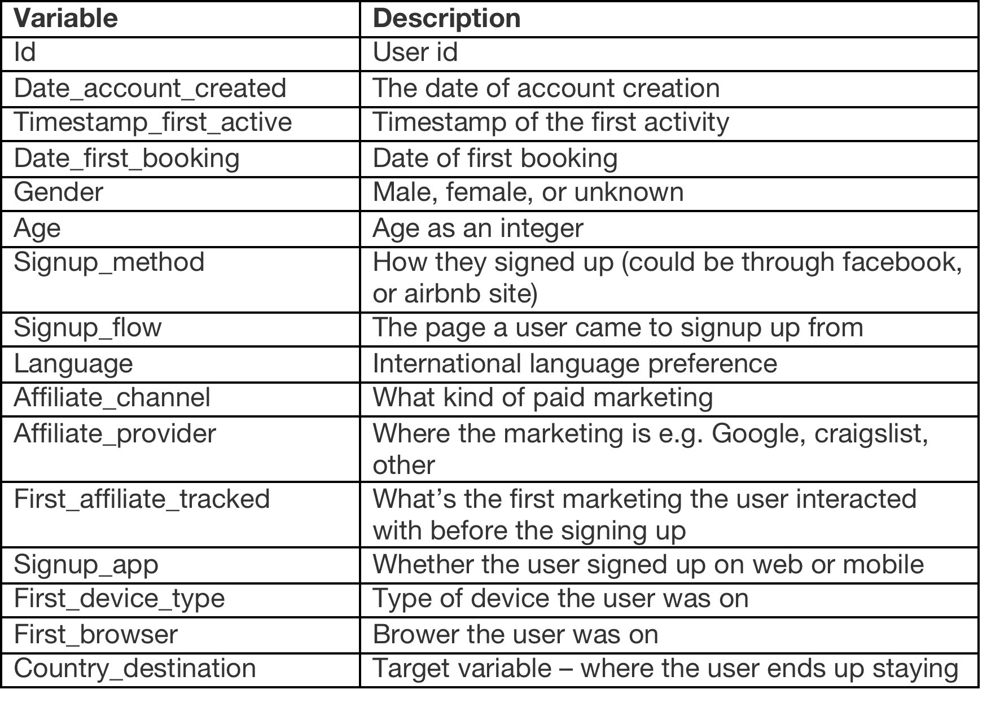 Variable Description
Id User id
Date_account_created The date of account creation
Timestamp_first_active Timestamp of the first activity
Date_first_booking Date of first booking
Gender Male, female, or unknown
Age Age as an integer
Signup_method How they signed up (could be through facebook,
or airbnb site)
Signup_flow The page a user came to signup up from
Language International language preference
Affiliate_channel What kind of paid marketing
Affiliate_provider Where the marketing is e.g. Google, craigslist,
other
First_affiliate_tracked What’s the first marketing the user interacted
with before the signing up
Signup_app Whether the user signed up on web or mobile
First_device_type Type of device the user was on
First_browser Brower the user was on
Country_destination Target variable – where the user ends up staying